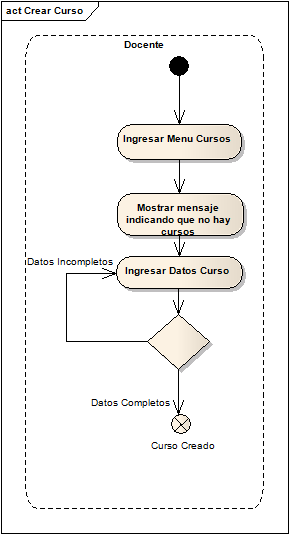 act Crear Curso
Docente
Ingresar Menu Cursos
Mostrar mensaje
indicando que no hay
cursos
Datos Incompletos
Ingresar Datos Curso
Datos Completos
Curso Creado